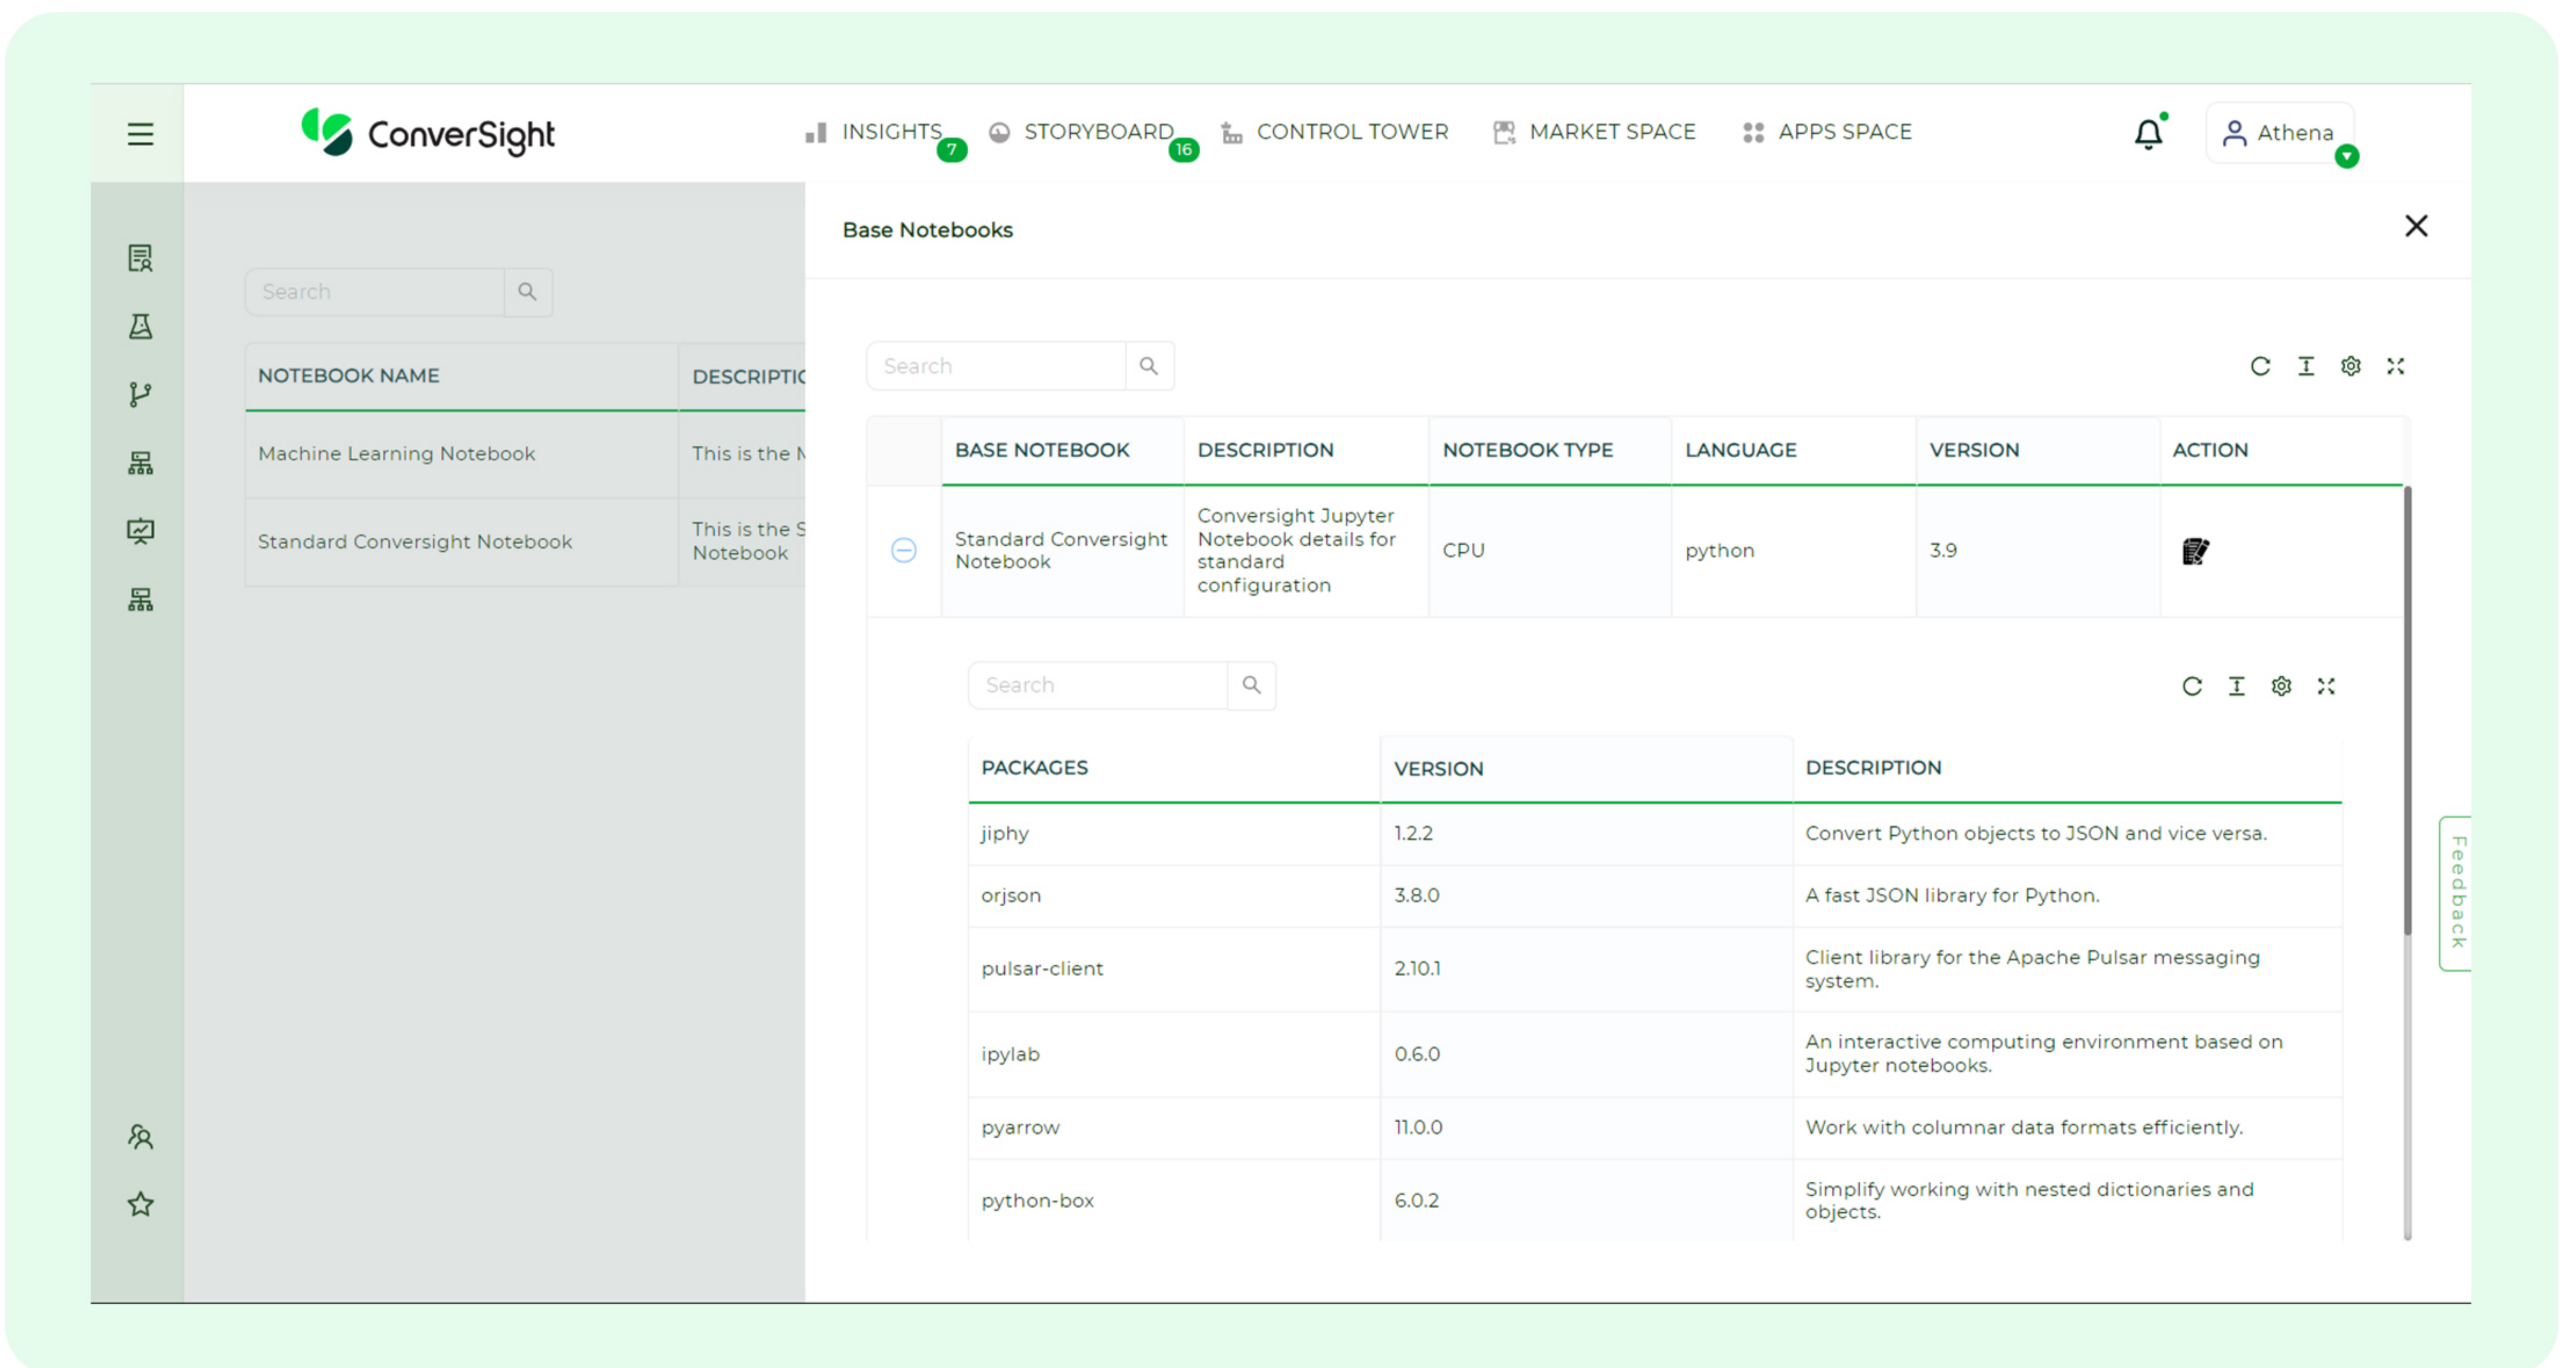 ConverSight
INSIGHTS 7
STORYBOARD 16
CONTROL TOWER
MARKET SPACE
APPS SPACE
Athena
Search
NOTEBOOK NAME DESCRIPTIO
Machine Learning Notebook This is the M
Standard Conversight Notebook This is the S
Notebook
Base Notebooks
Search
BASE NOTEBOOK DESCRIPTION NOTEBOOK TYPE LANGUAGE VERSION ACTION
Standard Conversight
Notebook
Conversight Jupyter
Notebook details for
standard
configuration
CPU
python
3.9
Search
PACKAGES VERSION DESCRIPTION
jiphy 1.2.2 Convert Python objects to JSON and vice versa.
orjson 3.8.0 A fast JSON library for Python.
pulsar-client 2.10.1 Client library for the Apache Pulsar messaging
system.
ipylab 0.6.0 An interactive computing environment based on
Jupyter notebooks.
pyarrow 11.0.0 Work with columnar data formats efficiently.
python-box 6.0.2 Simplify working with nested dictionaries and
objects.
Feedback